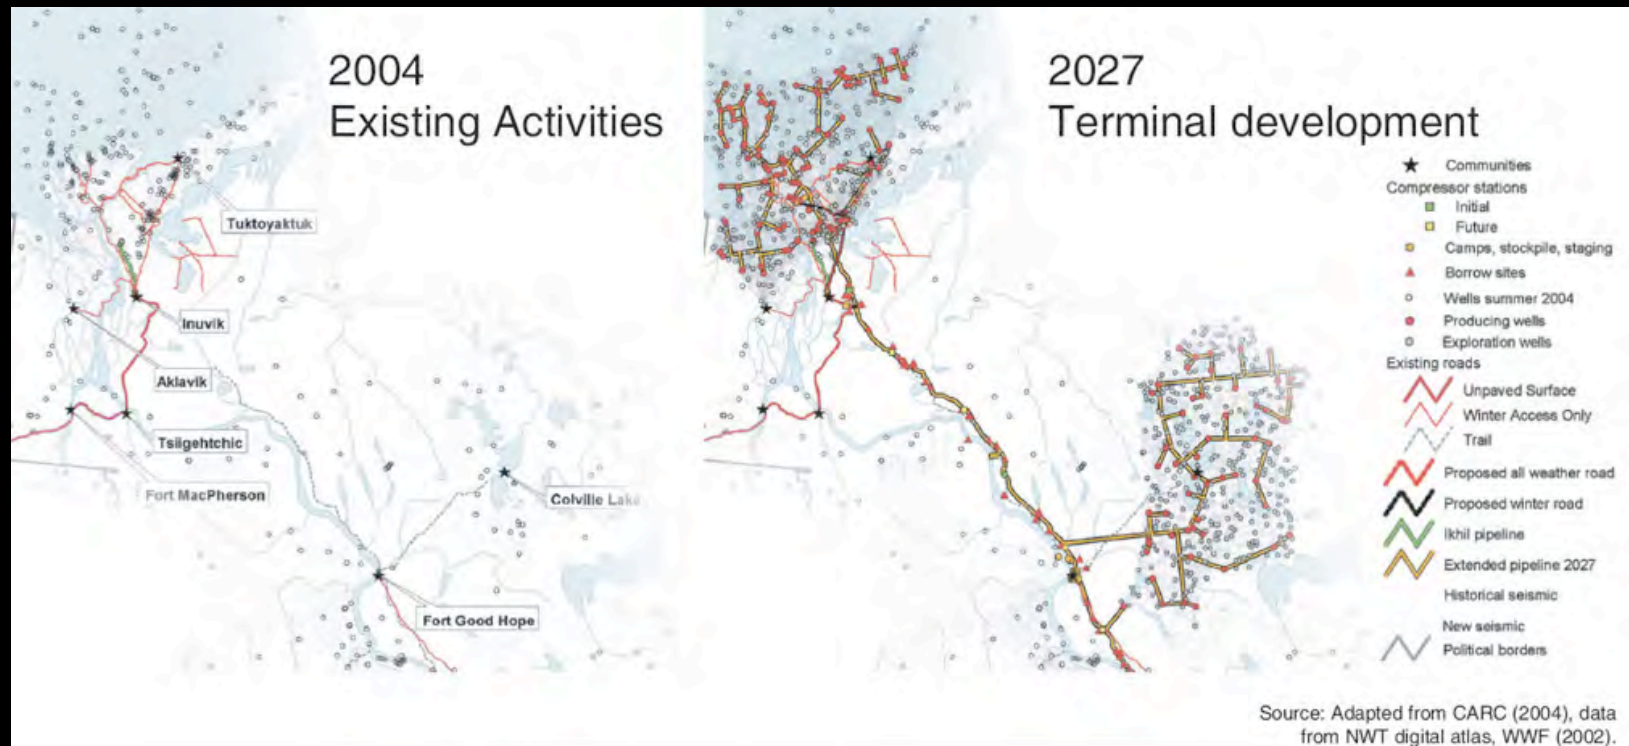 2004
Existing Activities
Tuktoyaktuk
Inuvik
Aklavik
Tsiigehtchic
Fort MacPherson
Colville Lake
Fort Good Hope
2027
Terminal development
Communities
Compressor stations
Initial
Future
Camps, stockpile, staging
Borrow sites
Wells summer 2004
Producing wells
Exploration wells
Existing roads
Unpaved Surface
Winter Access Only
Trail
Proposed all weather road
Proposed winter road
Ikhil pipeline
Extended pipeline 2027
Historical seismic
New seismic
Political borders
Source: Adapted from CARC (2004), data
from NWT digital atlas, WWF (2002).